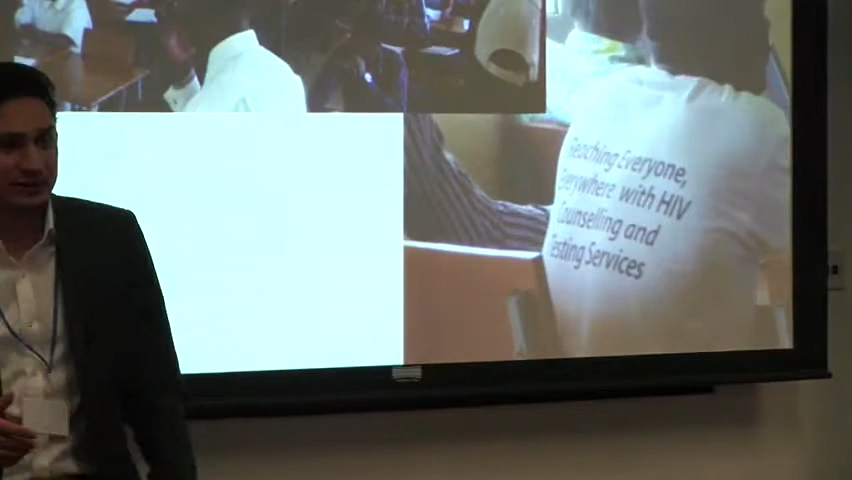 Reaching Everyone,
Everywhere with HIV
Counselling and
Testing Services